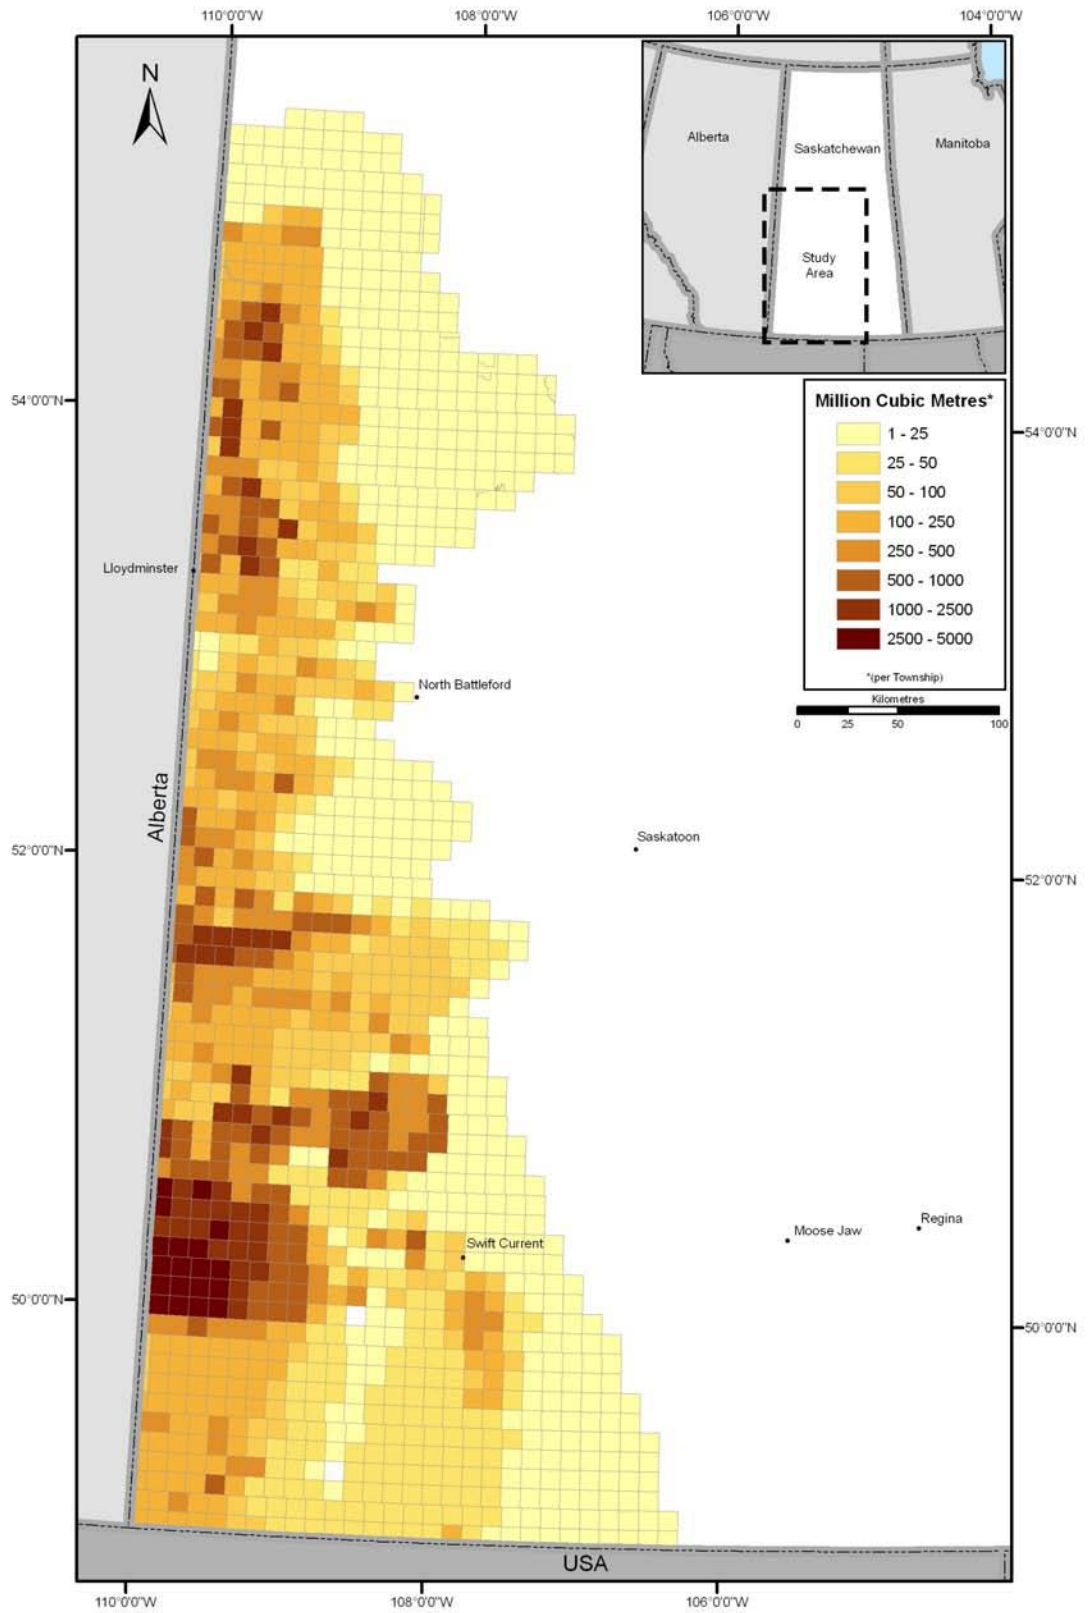 110°0'0"W
108°0'0"W
106°0'0"W
104°0'0"W
N
Alberta
Saskatchewan
Manitoba
Study
Area
Million Cubic Metres*
1 - 25
25 - 50
50 - 100
100 - 250
250 - 500
500 - 1000
1000 - 2500
2500 - 5000
*(per Township)
Kilometres
0 25 50 100
54°0'0"N
54°0'0"N
Lloydminster
North Battleford
Alberta
Saskatoon
52°0'0"N
52°0'0"N
Swift Current
Moose Jaw
Regina
50°0'0"N
50°0'0"N
USA
110°0'0"W
108°0'0"W
106°0'0"W